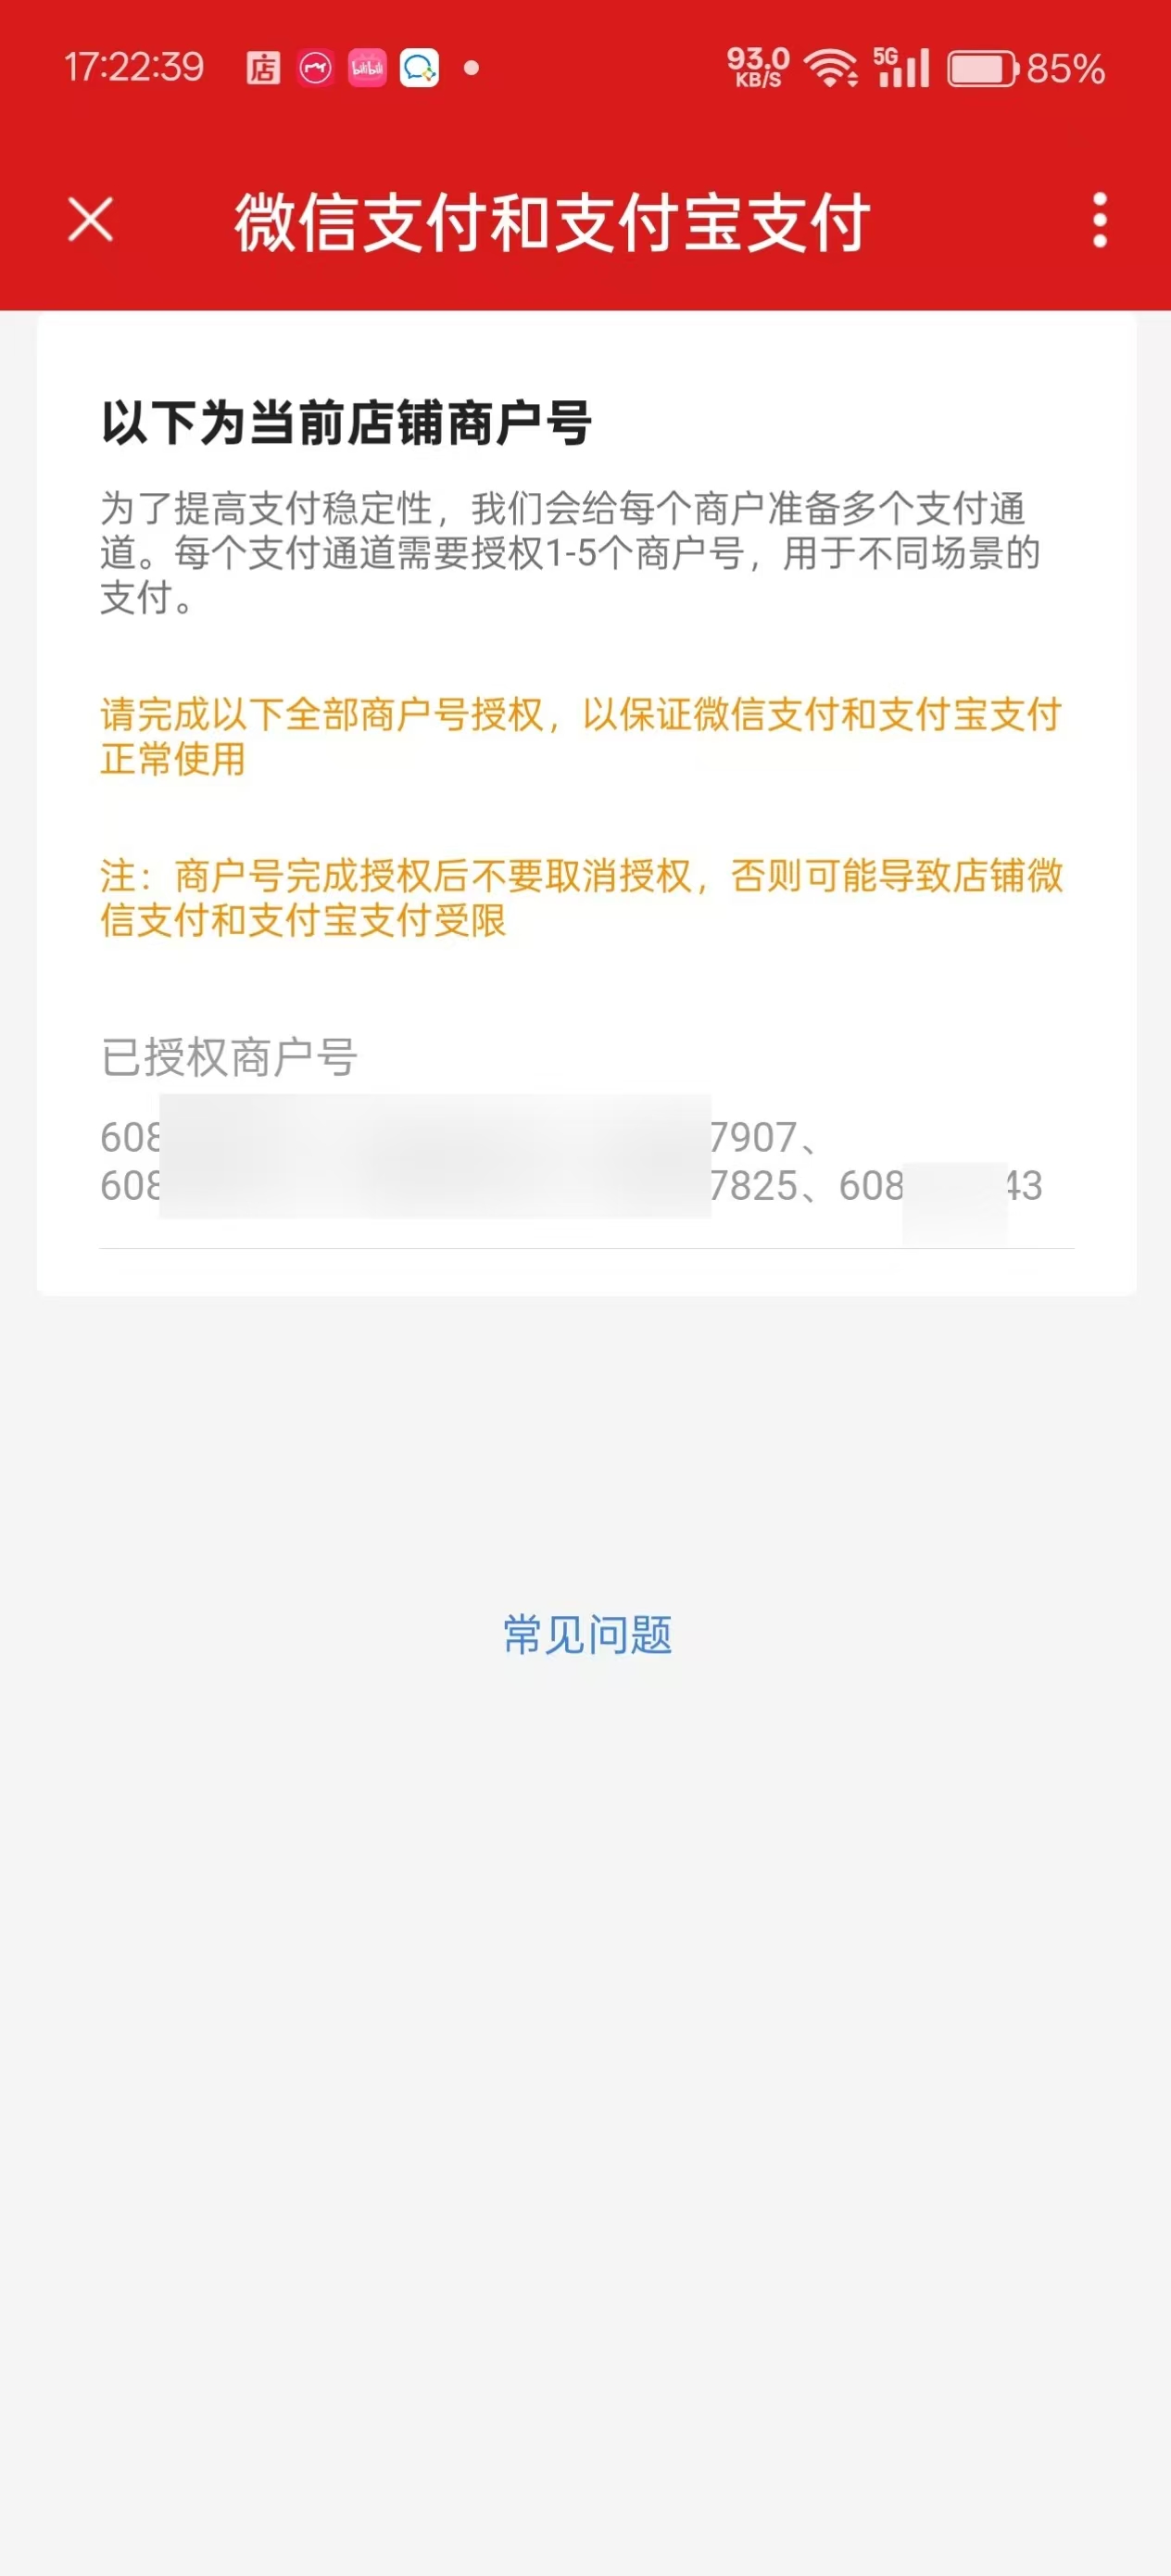 17:22:39 店 bilibili 93.0 KB/S 5G 85%
微信支付和支付宝支付
以下为当前店铺商户号
为了提高支付稳定性，我们会给每个商户准备多个支付通
道。每个支付通道需要授权1-5个商户号，用于不同场景的
支付。
请完成以下全部商户号授权，以保证微信支付和支付宝支付
正常使用
注：商户号完成授权后不要取消授权，否则可能导致店铺微
信支付和支付宝支付受限
已授权商户号
608 7907、
608 7825、608 43
常见问题